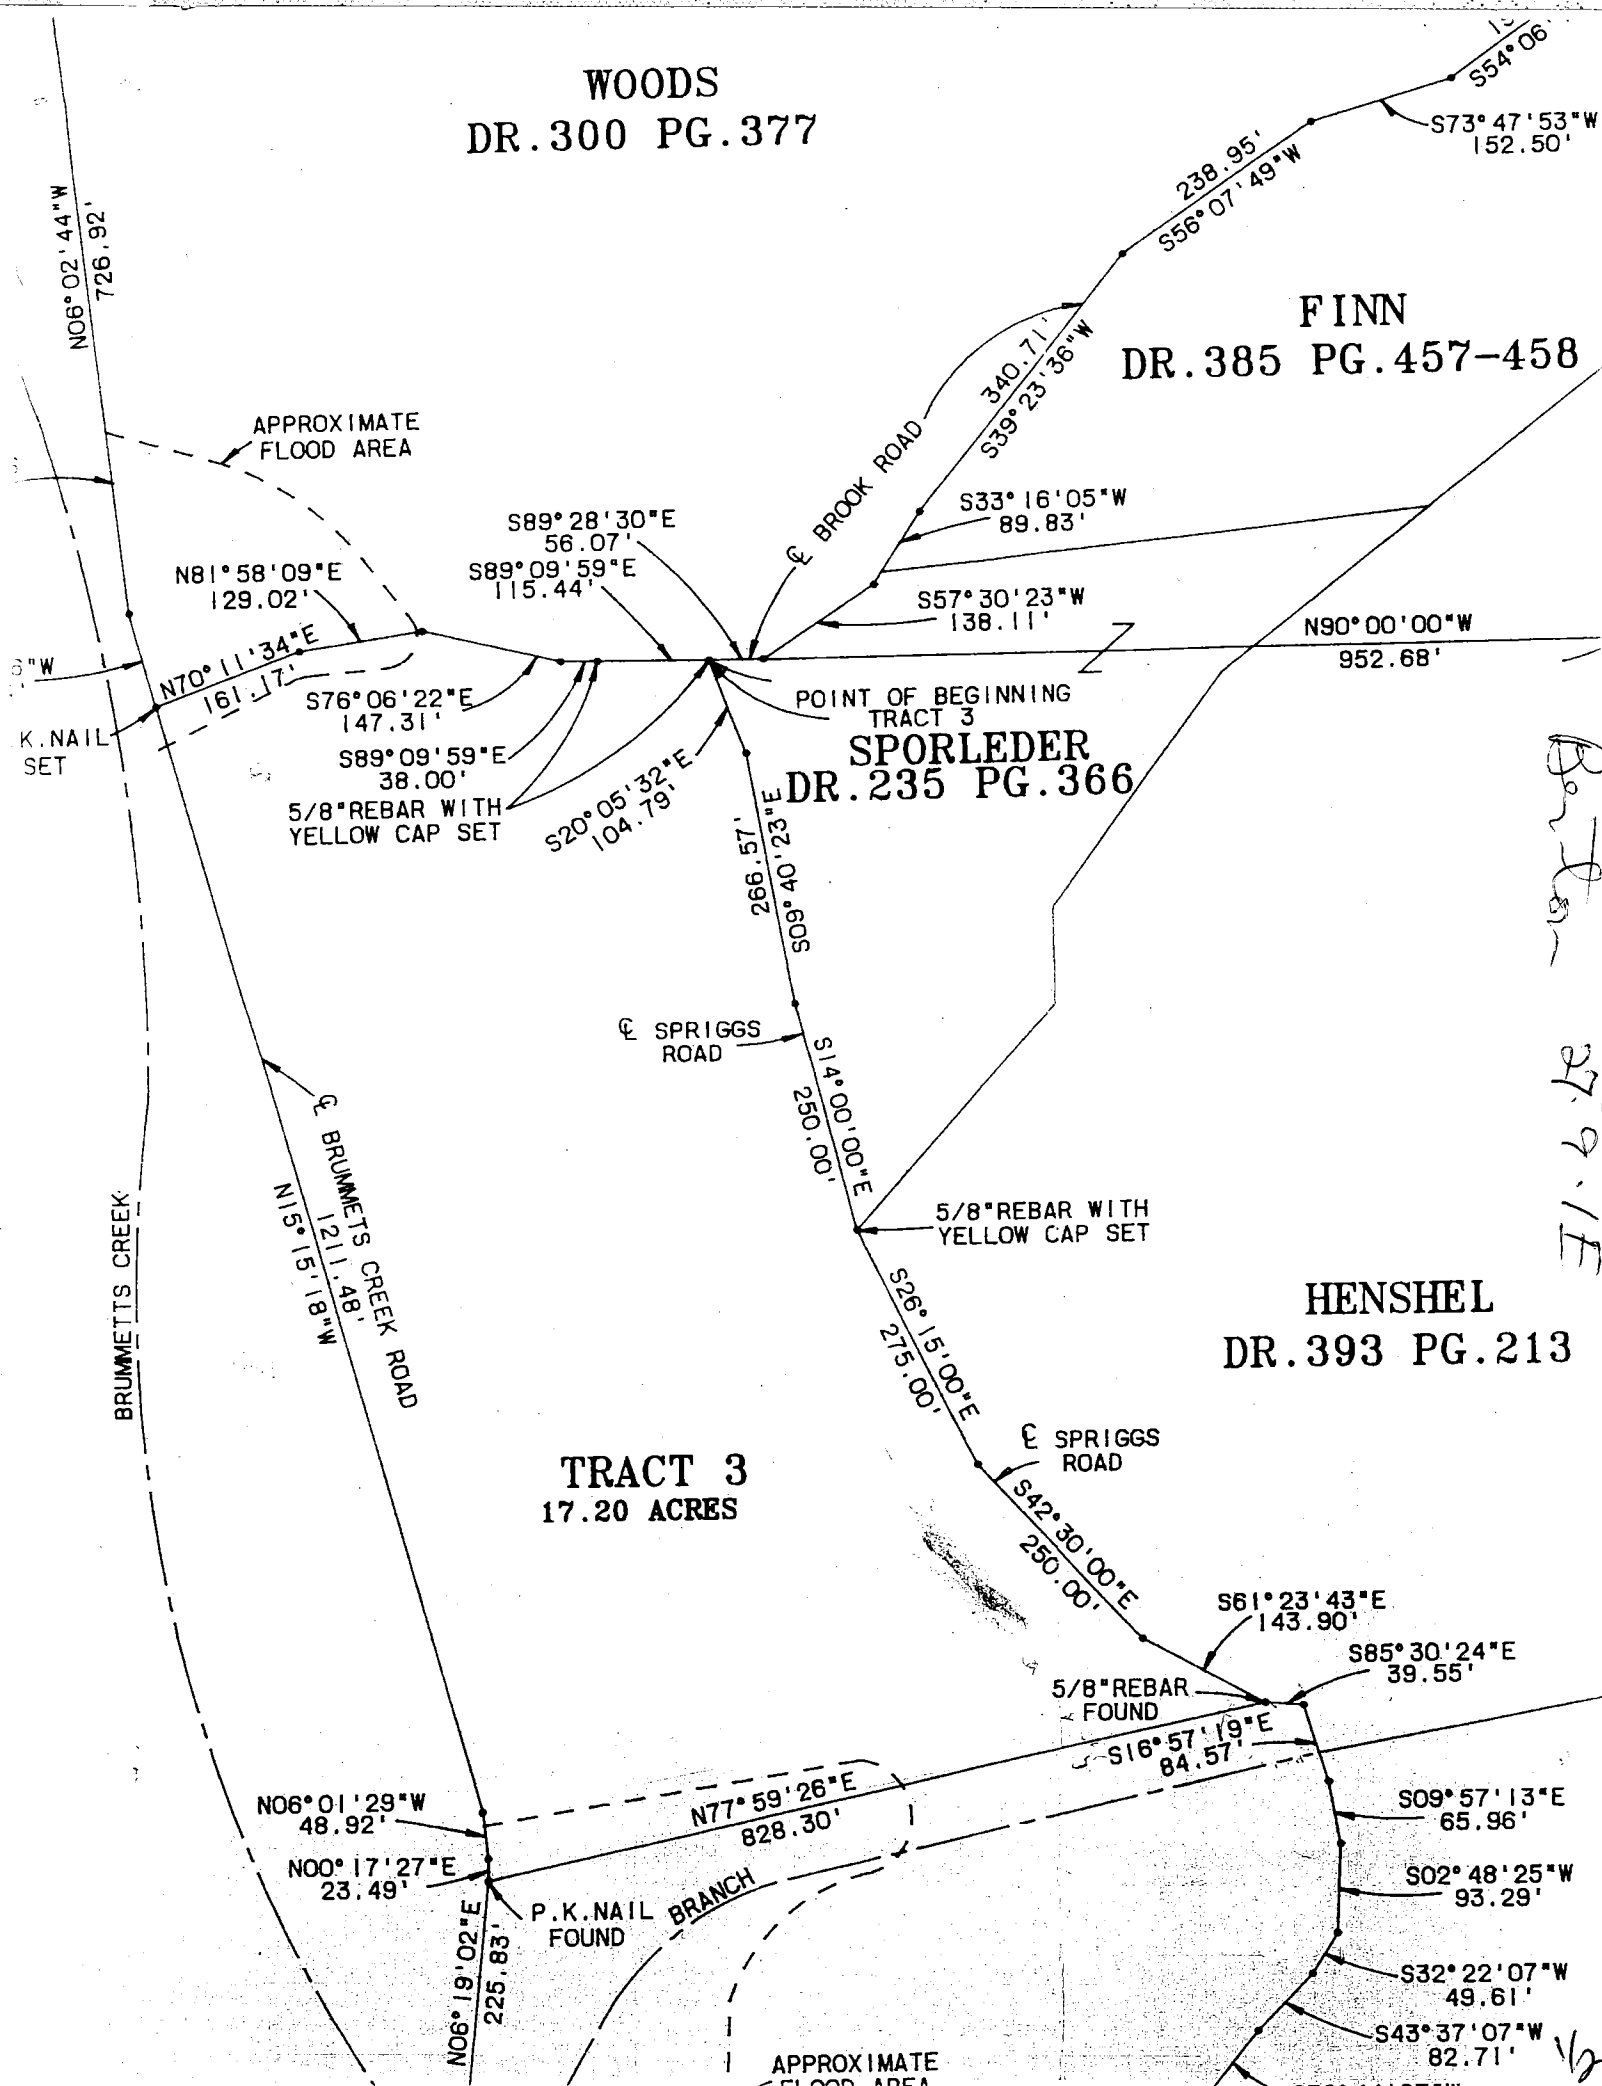 WOODS
DR.300 PG.377
S54°06'
S73°47'53"W
152.50'
238.95'
S56°07'49"W
N06°02'44"W
726.92'
FINN
DR.385 PG.457-458
340.71'
S39°23'36"W
APPROXIMATE
FLOOD AREA
℄ BROOK ROAD
S33°16'05"W
89.83'
S89°28'30"E
56.07'
S89°09'59"E
115.44'
N81°58'09"E
129.02'
S57°30'23"W
138.11'
N90°00'00"W
952.68'
N70°11'34"E
161.17'
"W
S76°06'22"E
147.31'
POINT OF BEGINNING
TRACT 3
K.NAIL
SET
S89°09'59"E
38.00'
SPORLEDER
DR.235 PG.366
5/8"REBAR WITH
YELLOW CAP SET
S20°05'32"E
104.79'
266.57'
S09°40'23"E
℄ SPRIGGS
ROAD
S14°00'00"E
250.00'
27.9.1E
℄ BRUMMETS CREEK ROAD
1211.48'
N15°15'18"W
BRUMMETTS CREEK
5/8"REBAR WITH
YELLOW CAP SET
S26°15'00"E
275.00'
HENSHEL
DR.393 PG.213
℄ SPRIGGS
ROAD
TRACT 3
17.20 ACRES
S42°30'00"E
250.00'
S61°23'43"E
143.90'
S85°30'24"E
39.55'
5/8"REBAR
FOUND
S16°57'19"E
84.57'
N06°01'29"W
48.92'
N77°59'26"E
828.30'
S09°57'13"E
65.96'
N00°17'27"E
23.49'
S02°48'25"W
93.29'
P.K.NAIL
FOUND
BRANCH
N06°19'02"E
225.83'
S32°22'07"W
49.61'
S43°37'07"W
82.71'
APPROXIMATE
FLOOD AREA